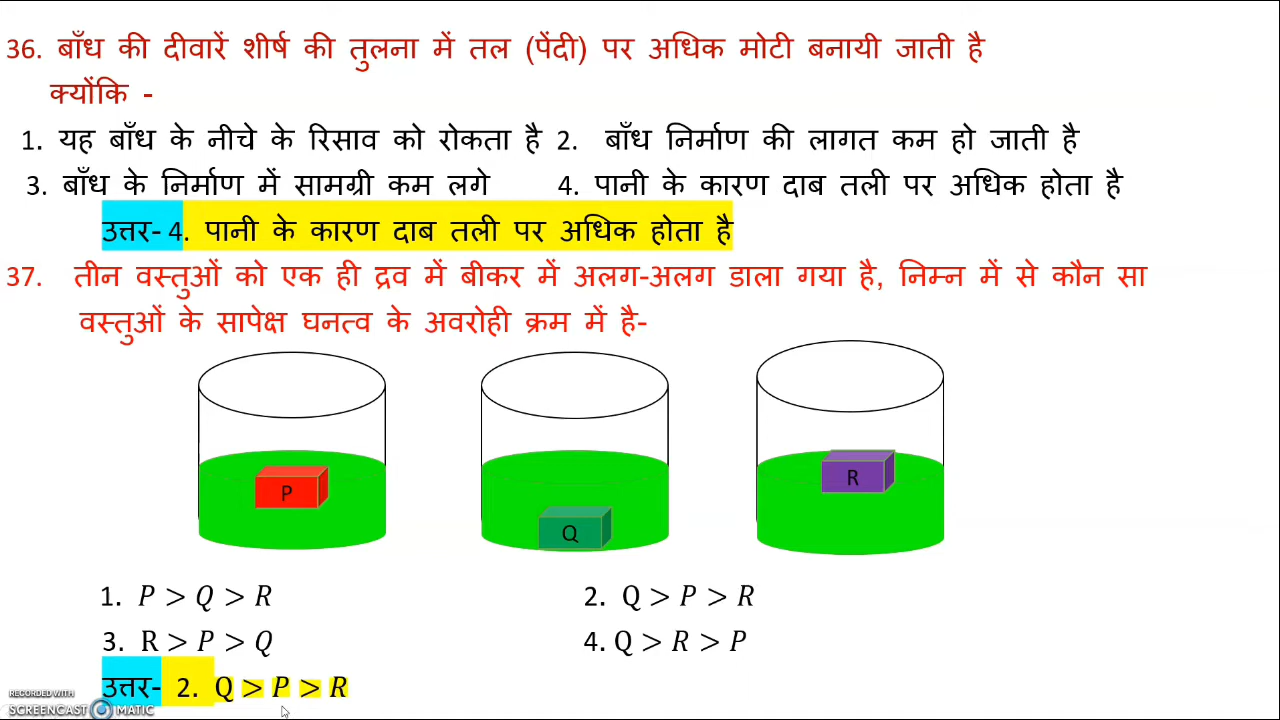 36. बाँध की दीवारें शीर्ष की तुलना में तल (पेंदी) पर अधिक मोटी बनायी जाती है
क्योंकि -
1. यह बाँध के नीचे के रिसाव को रोकता है 2. बाँध निर्माण की लागत कम हो जाती है
3. बाँध के निर्माण में सामग्री कम लगे 4. पानी के कारण दाब तली पर अधिक होता है
उत्तर- 4. पानी के कारण दाब तली पर अधिक होता है
37. तीन वस्तुओं को एक ही द्रव में बीकर में अलग-अलग डाला गया है, निम्न में से कौन सा
वस्तुओं के सापेक्ष घनत्व के अवरोही क्रम में है-
P Q R
1. P > Q > R 2. Q > P > R
3. R > P > Q 4. Q > R > P
उत्तर- 2. Q > P > R
RECORDED WITH
SCREENCAST MATIC